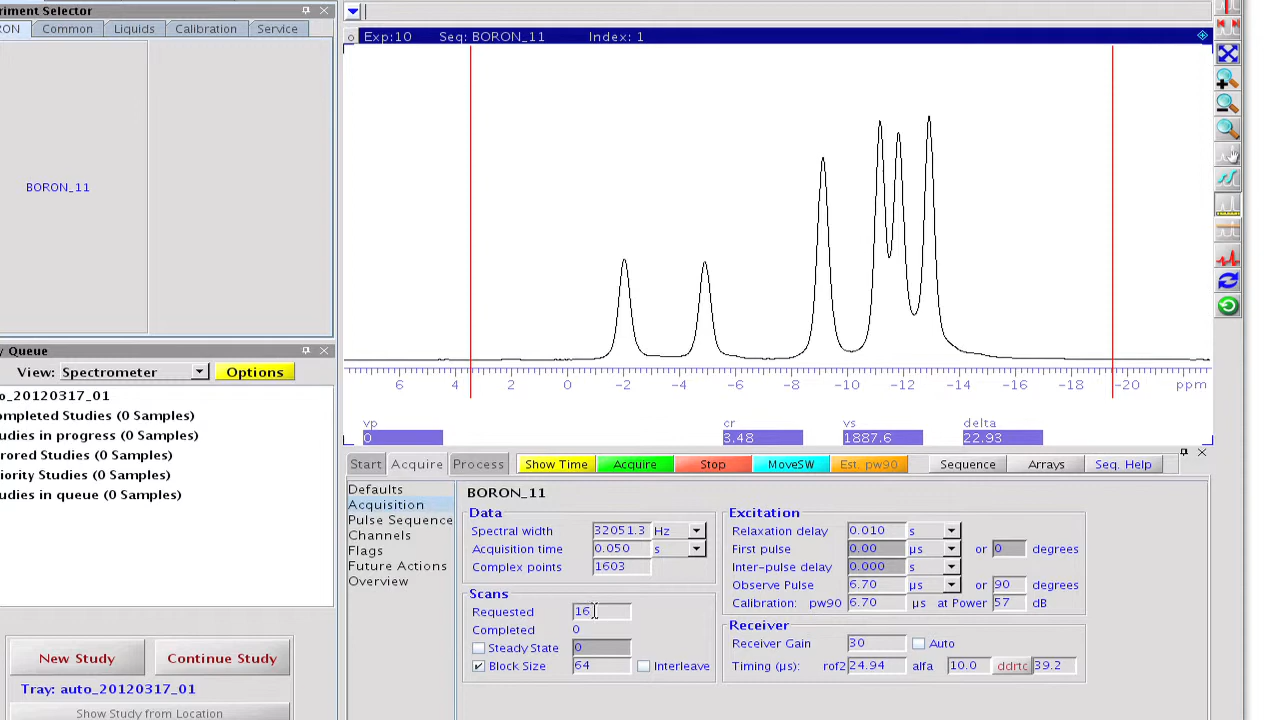 riment Selector
RON Common Liquids Calibration Service
BORON_11
y Queue
View: Spectrometer Options
o_20120317_01
ompleted Studies (0 Samples)
udies in progress (0 Samples)
rored Studies (0 Samples)
iority Studies (0 Samples)
udies in queue (0 Samples)
New Study Continue Study
Tray: auto_20120317_01
Show Study from Location
Exp:10 Seq: BORON_11 Index: 1
6 4 2 0 -2 -4 -6 -8 -10 -12 -14 -16 -18 -20 ppm
vp cr vs delta
0 3.48 1887.6 22.93
Start Acquire Process Show Time Acquire Stop MoveSW Est. pw90 Sequence Arrays Seq. Help
Defaults
Acquisition
Pulse Sequence
Channels
Flags
Future Actions
Overview
BORON_11
Data
Spectral width 32051.3 Hz
Acquisition time 0.050 s
Complex points 1603
Scans
Requested 16
Completed 0
Steady State 0
Block Size 64 Interleave
Excitation
Relaxation delay 0.010 s
First pulse 0.00 µs or 0 degrees
Inter-pulse delay 0.000 s
Observe Pulse 6.70 µs or 90 degrees
Calibration: pw90 6.70 µs at Power 57 dB
Receiver
Receiver Gain 30 Auto
Timing (µs): rof2 24.94 alfa 10.0 ddrtc 39.2